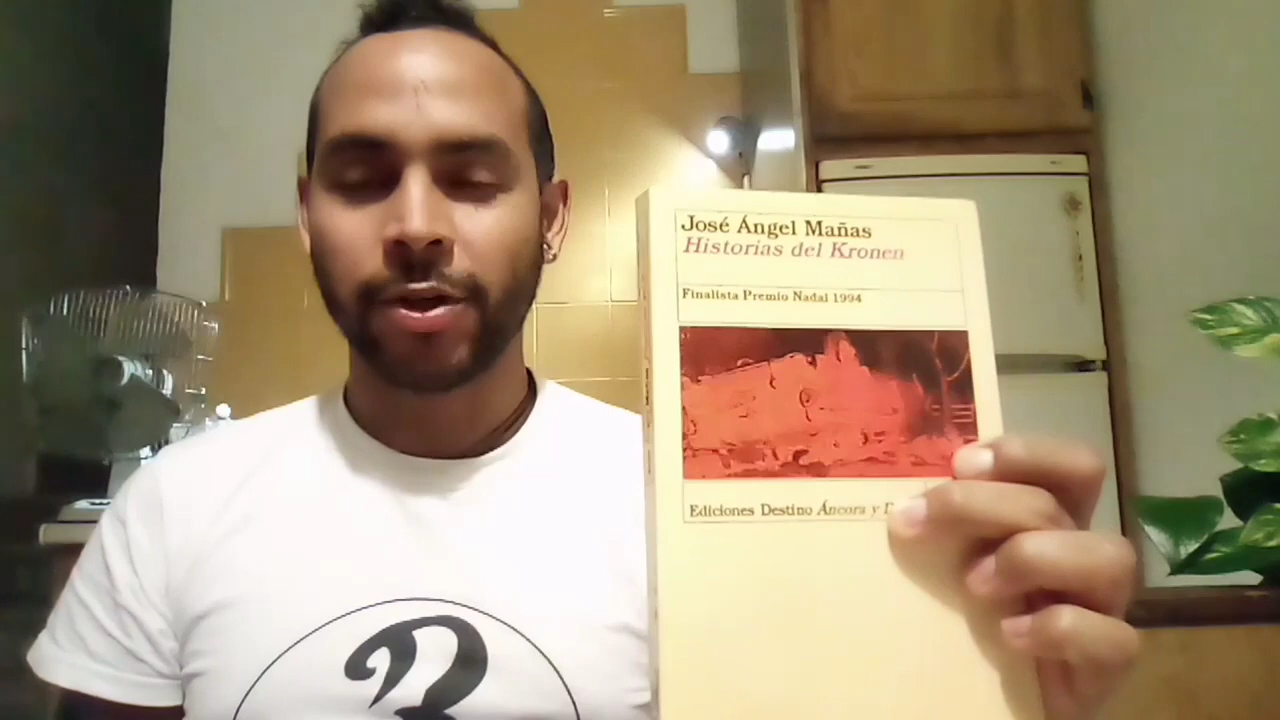 José Ángel Mañas
Historias del Kronen
Finalista Premio Nadal 1994
Ediciones Destino Áncora y